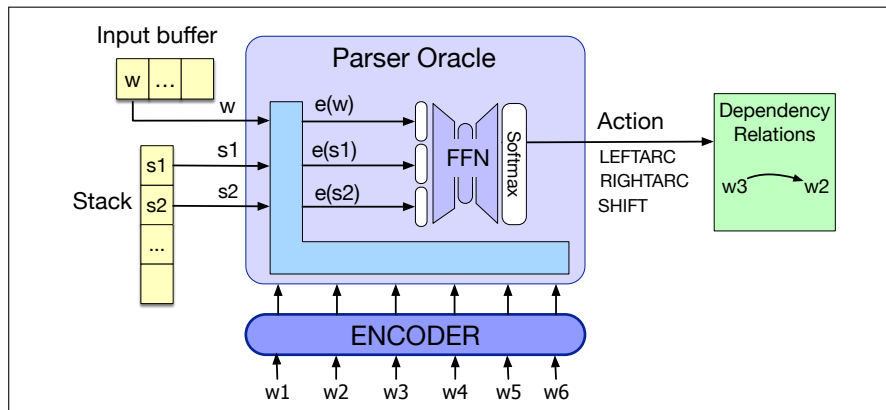 Input buffer
w ...
w
Parser Oracle
e(w)
s1
s1
e(s1)
Stack
s2
s2
e(s2)
...
FFN
Softmax
Action
LEFTARC
RIGHTARC
SHIFT
Dependency
Relations
w3 w2
ENCODER
w1 w2 w3 w4 w5 w6